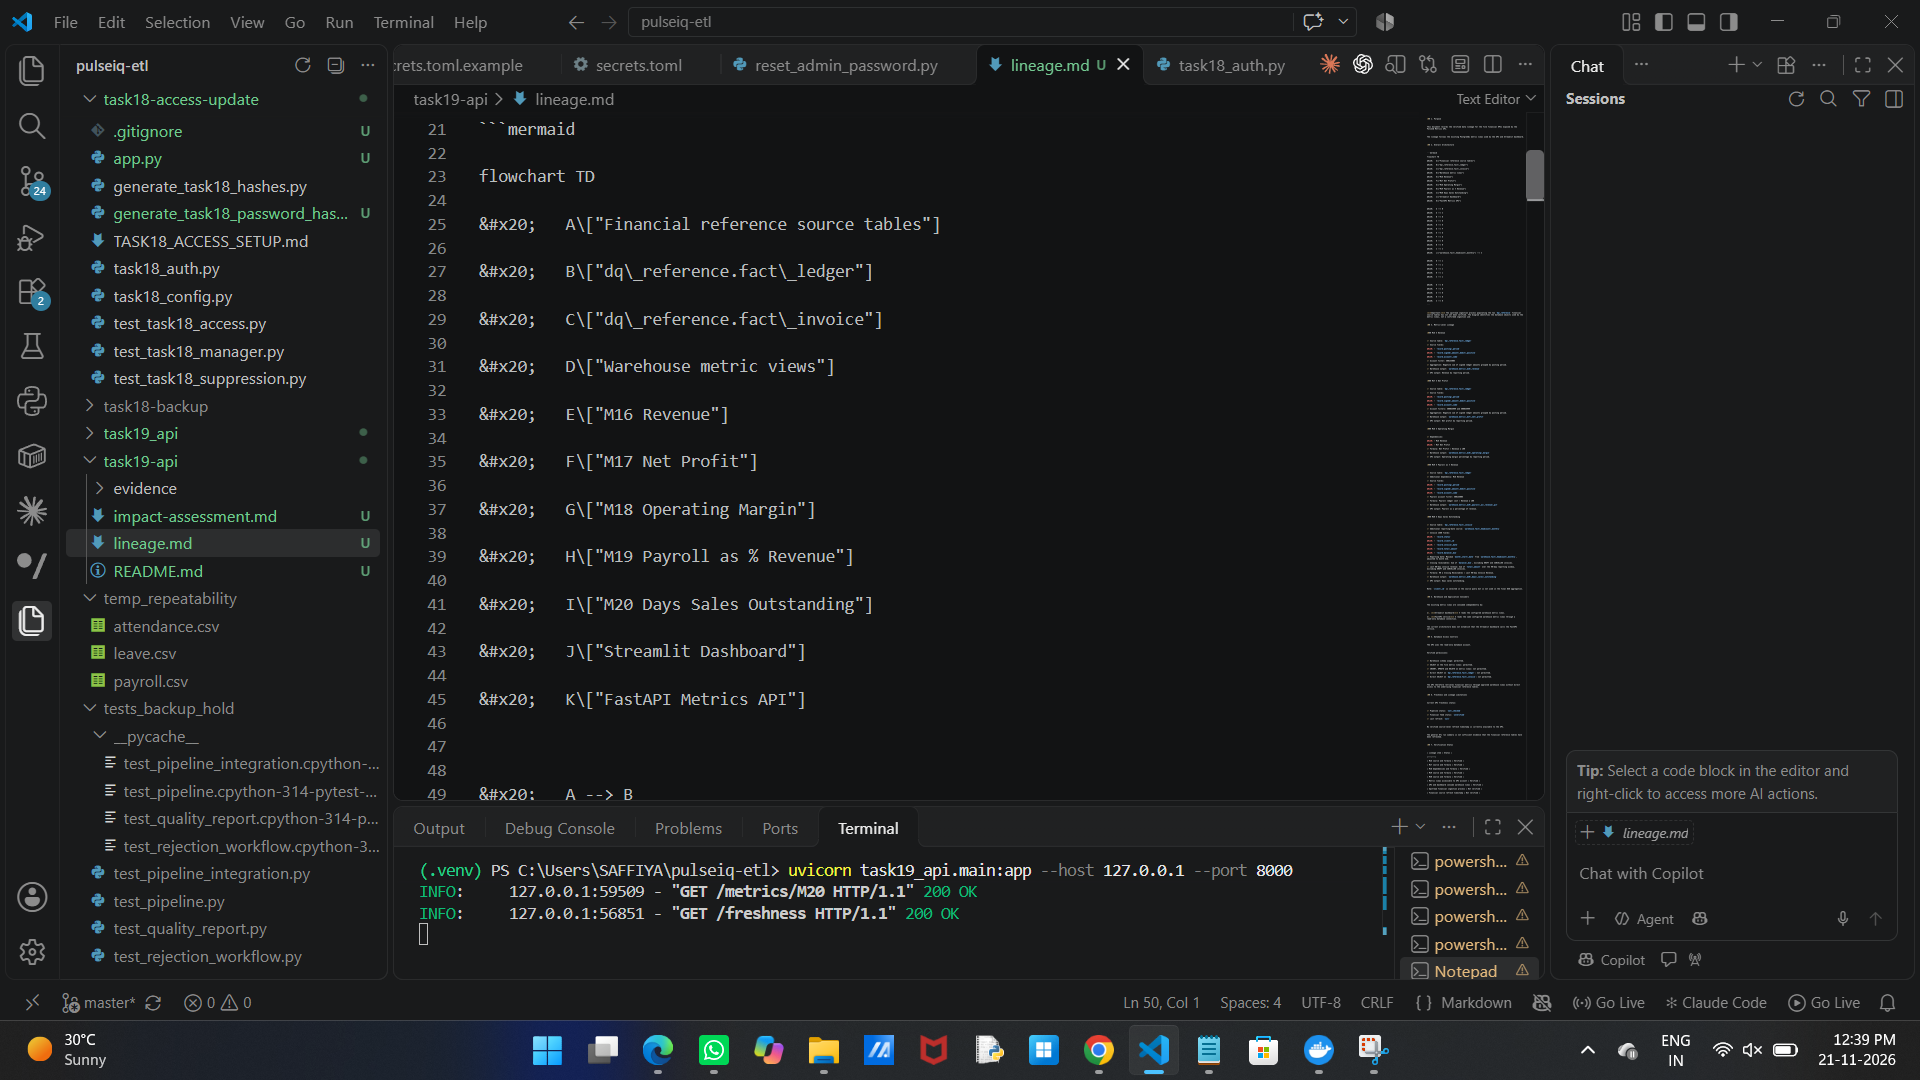 File Edit Selection View Go Run Terminal Help
pulseiq-etl
pulseiq-etl
task18-access-update
.gitignore U
app.py U
generate_task18_hashes.py
generate_task18_password_has... U
TASK18_ACCESS_SETUP.md
task18_auth.py
task18_config.py
test_task18_access.py
test_task18_manager.py
test_task18_suppression.py
task18-backup
task19_api
task19-api
evidence
impact-assessment.md U
lineage.md U
README.md U
temp_repeatability
attendance.csv
leave.csv
payroll.csv
tests_backup_hold
__pycache__
test_pipeline_integration.cpython-...
test_pipeline.cpython-314-pytest-...
test_quality_report.cpython-314-p...
test_rejection_workflow.cpython-3...
test_pipeline_integration.py
test_pipeline.py
test_quality_report.py
test_rejection_workflow.py
24
2
crets.toml.example secrets.toml reset_admin_password.py lineage.md U task18_auth.py
task19-api > lineage.md Text Editor
21 ```mermaid
22
23 flowchart TD
24
25 &#x20;   A\["Financial reference source tables"]
26
27 &#x20;   B\["dq\_reference.fact\_ledger"]
28
29 &#x20;   C\["dq\_reference.fact\_invoice"]
30
31 &#x20;   D\["Warehouse metric views"]
32
33 &#x20;   E\["M16 Revenue"]
34
35 &#x20;   F\["M17 Net Profit"]
36
37 &#x20;   G\["M18 Operating Margin"]
38
39 &#x20;   H\["M19 Payroll as % Revenue"]
40
41 &#x20;   I\["M20 Days Sales Outstanding"]
42
43 &#x20;   J\["Streamlit Dashboard"]
44
45 &#x20;   K\["FastAPI Metrics API"]
46
47
48
49 &#x20;   A --> B
Output Debug Console Problems Ports Terminal
(.venv) PS C:\Users\SAFFIYA\pulseiq-etl> uvicorn task19_api.main:app --host 127.0.0.1 --port 8000
INFO:     127.0.0.1:59509 - "GET /metrics/M20 HTTP/1.1" 200 OK
INFO:     127.0.0.1:56851 - "GET /freshness HTTP/1.1" 200 OK
powersh...
powersh...
powersh...
powersh...
Notepad
Chat
Sessions
Tip: Select a code block in the editor and
right-click to access more AI actions.
lineage.md
Chat with Copilot
Agent
Copilot
master* 0 0
Ln 50, Col 1 Spaces: 4 UTF-8 CRLF { } Markdown Go Live Claude Code Go Live
30°C
Sunny
ENG
IN
12:39 PM
21-11-2026